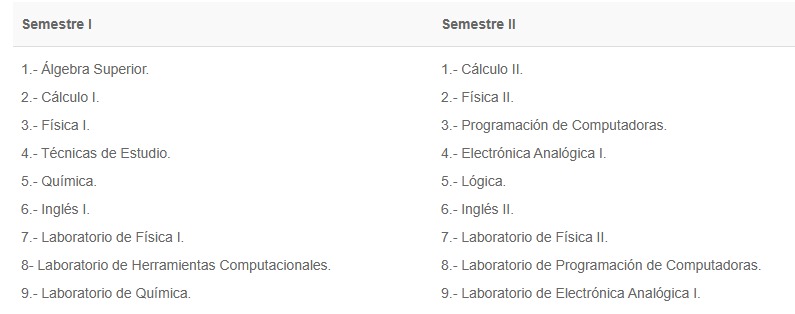 Semestre I
Semestre II
1.- Álgebra Superior.
1.- Cálculo II.
2.- Cálculo I.
2.- Física II.
3.- Física I.
3.- Programación de Computadoras.
4.- Técnicas de Estudio.
4.- Electrónica Analógica I.
5.- Química.
5.- Lógica.
6.- Inglés I.
6.- Inglés II.
7.- Laboratorio de Física I.
7.- Laboratorio de Física II.
8- Laboratorio de Herramientas Computacionales.
8.- Laboratorio de Programación de Computadoras.
9.- Laboratorio de Química.
9.- Laboratorio de Electrónica Analógica I.